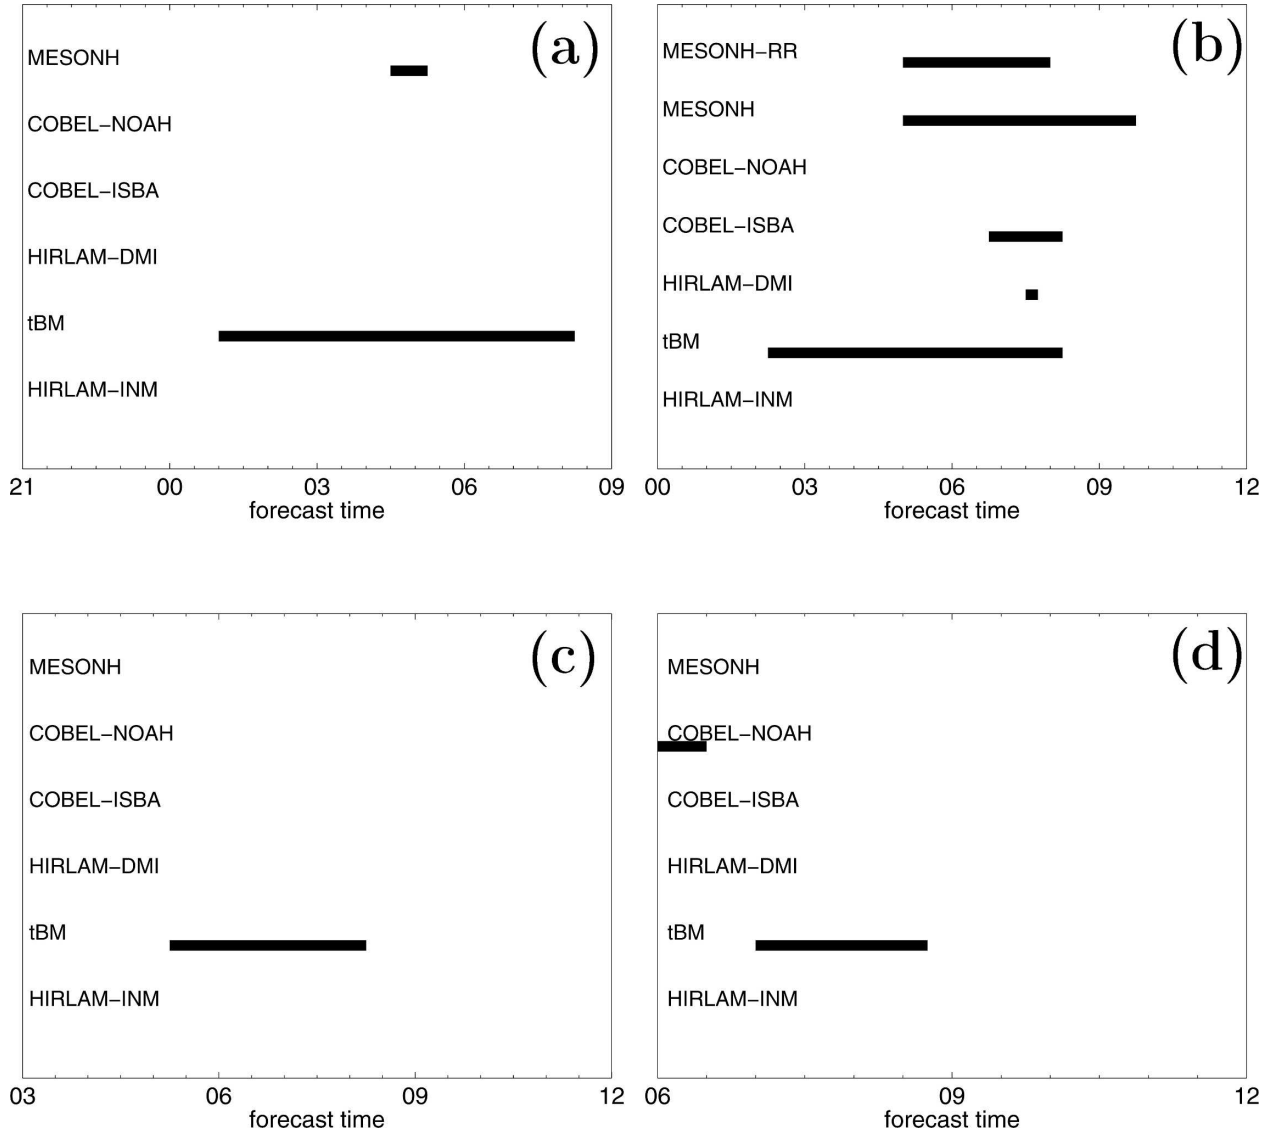 (a)
MESONH
COBEL–NOAH
COBEL–ISBA
HIRLAM–DMI
tBM
HIRLAM–INM
21 00 03 06 09
forecast time
(b)
MESONH–RR
MESONH
COBEL–NOAH
COBEL–ISBA
HIRLAM–DMI
tBM
HIRLAM–INM
00 03 06 09 12
forecast time
(c)
MESONH
COBEL–NOAH
COBEL–ISBA
HIRLAM–DMI
tBM
HIRLAM–INM
03 06 09 12
forecast time
(d)
MESONH
COBEL–NOAH
COBEL–ISBA
HIRLAM–DMI
tBM
HIRLAM–INM
06 09 12
forecast time